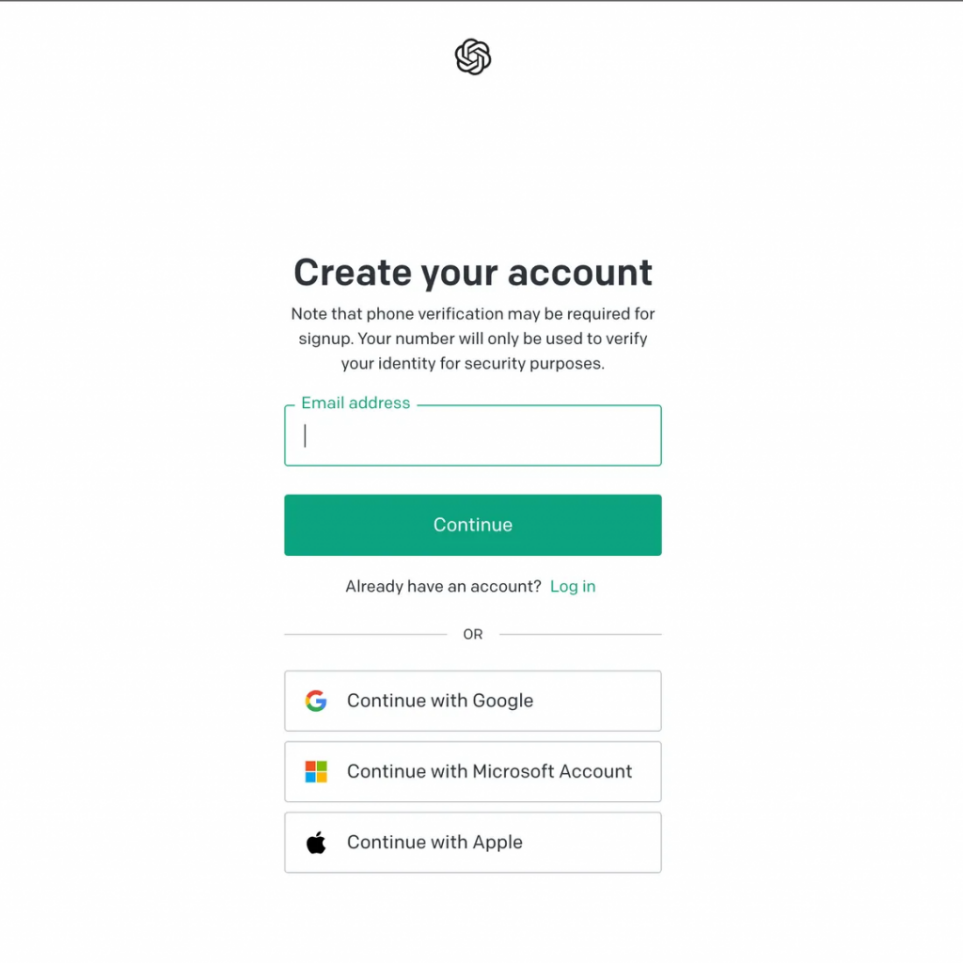 Create your account
Note that phone verification may be required for
signup. Your number will only be used to verify
your identity for security purposes.
Email address
Continue
Already have an account? Log in
OR
Continue with Google
Continue with Microsoft Account
Continue with Apple